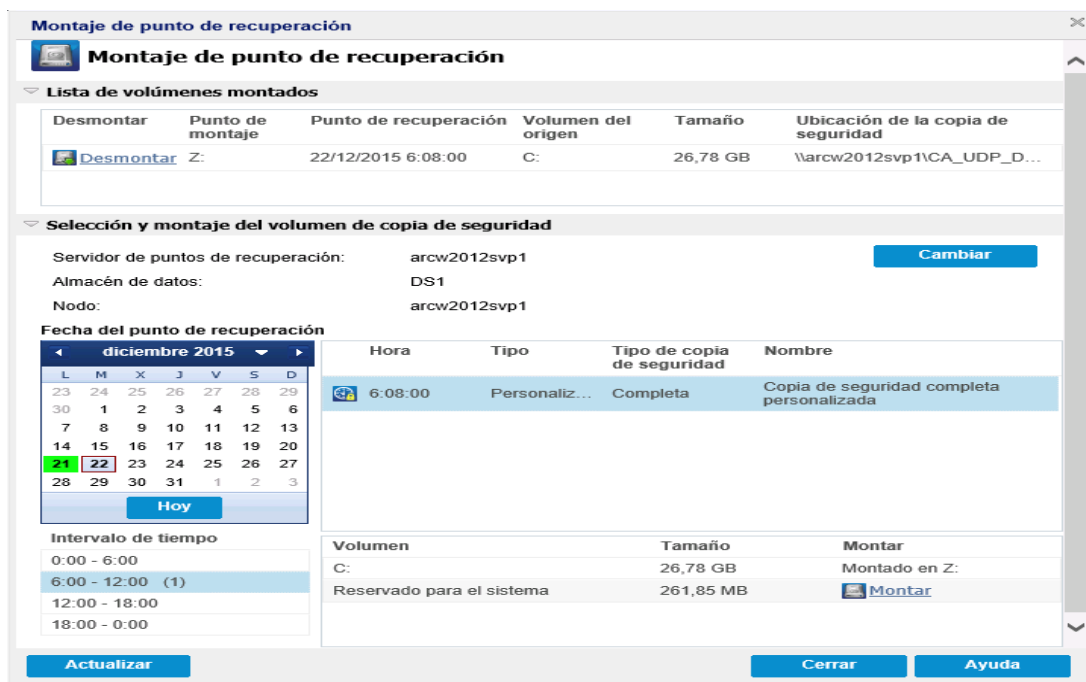 Montaje de punto de recuperación
Montaje de punto de recuperación
Lista de volúmenes montados
Desmontar Punto de montaje Punto de recuperación Volumen del origen Tamaño Ubicación de la copia de seguridad
Desmontar Z: 22/12/2015 6:08:00 C: 26,78 GB \\arcw2012svp1\CA_UDP_D...
Selección y montaje del volumen de copia de seguridad
Servidor de puntos de recuperación: arcw2012svp1 Cambiar
Almacén de datos: DS1
Nodo: arcw2012svp1
Fecha del punto de recuperación
diciembre 2015
L M X J V S D
23 24 25 26 27 28 29
30 1 2 3 4 5 6
7 8 9 10 11 12 13
14 15 16 17 18 19 20
21 22 23 24 25 26 27
28 29 30 31 1 2 3
Hoy
Hora Tipo Tipo de copia de seguridad Nombre
6:08:00 Personaliz... Completa Copia de seguridad completa personalizada
Intervalo de tiempo
0:00 - 6:00
6:00 - 12:00 (1)
12:00 - 18:00
18:00 - 0:00
Volumen Tamaño Montar
C: 26,78 GB Montado en Z:
Reservado para el sistema 261,85 MB Montar
Actualizar Cerrar Ayuda